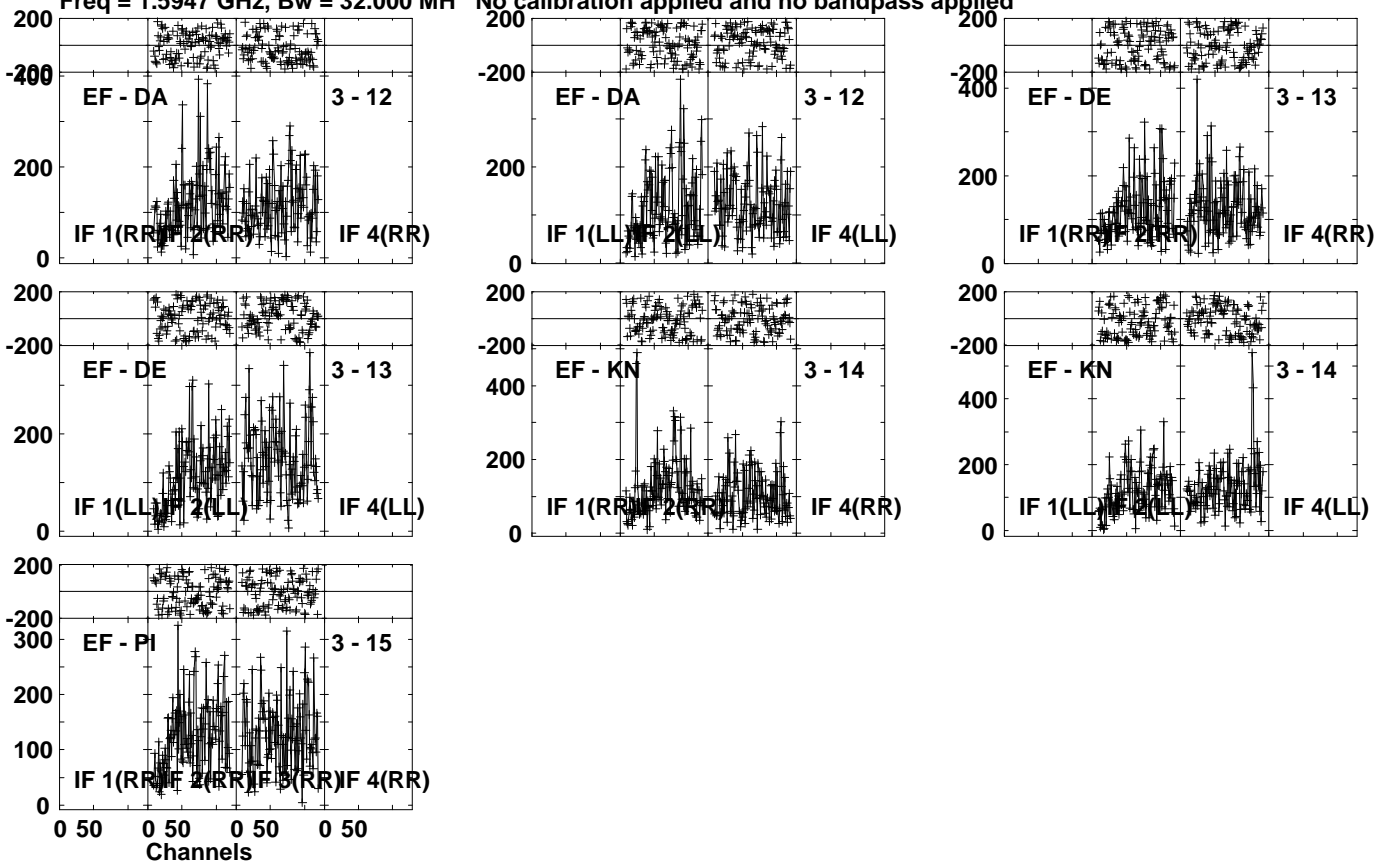 Freq = 1.5947 GHz, Bw = 32.000 MH No calibration applied and no bandpass applied
200
-200
400
200
0
EF - DA
3 - 12
IF 1(RR)
IF 2(RR)
IF 4(RR)
200
-200
200
0
EF - DA
3 - 12
IF 1(LL)
IF 2(LL)
IF 4(LL)
200
-200
400
200
0
EF - DE
3 - 13
IF 1(RR)
IF 2(RR)
IF 4(RR)
200
-200
200
0
EF - DE
3 - 13
IF 1(LL)
IF 2(LL)
IF 4(LL)
200
-200
400
200
0
EF - KN
3 - 14
IF 1(RR)
IF 2(RR)
IF 4(RR)
200
-200
400
200
0
EF - KN
3 - 14
IF 1(LL)
IF 2(LL)
IF 4(LL)
200
-200
300
200
100
0
EF - PI
3 - 15
IF 1(RR)
IF 2(RR)
IF 3(RR)
IF 4(RR)
0 50 0 50 0 50 0 50
Channels